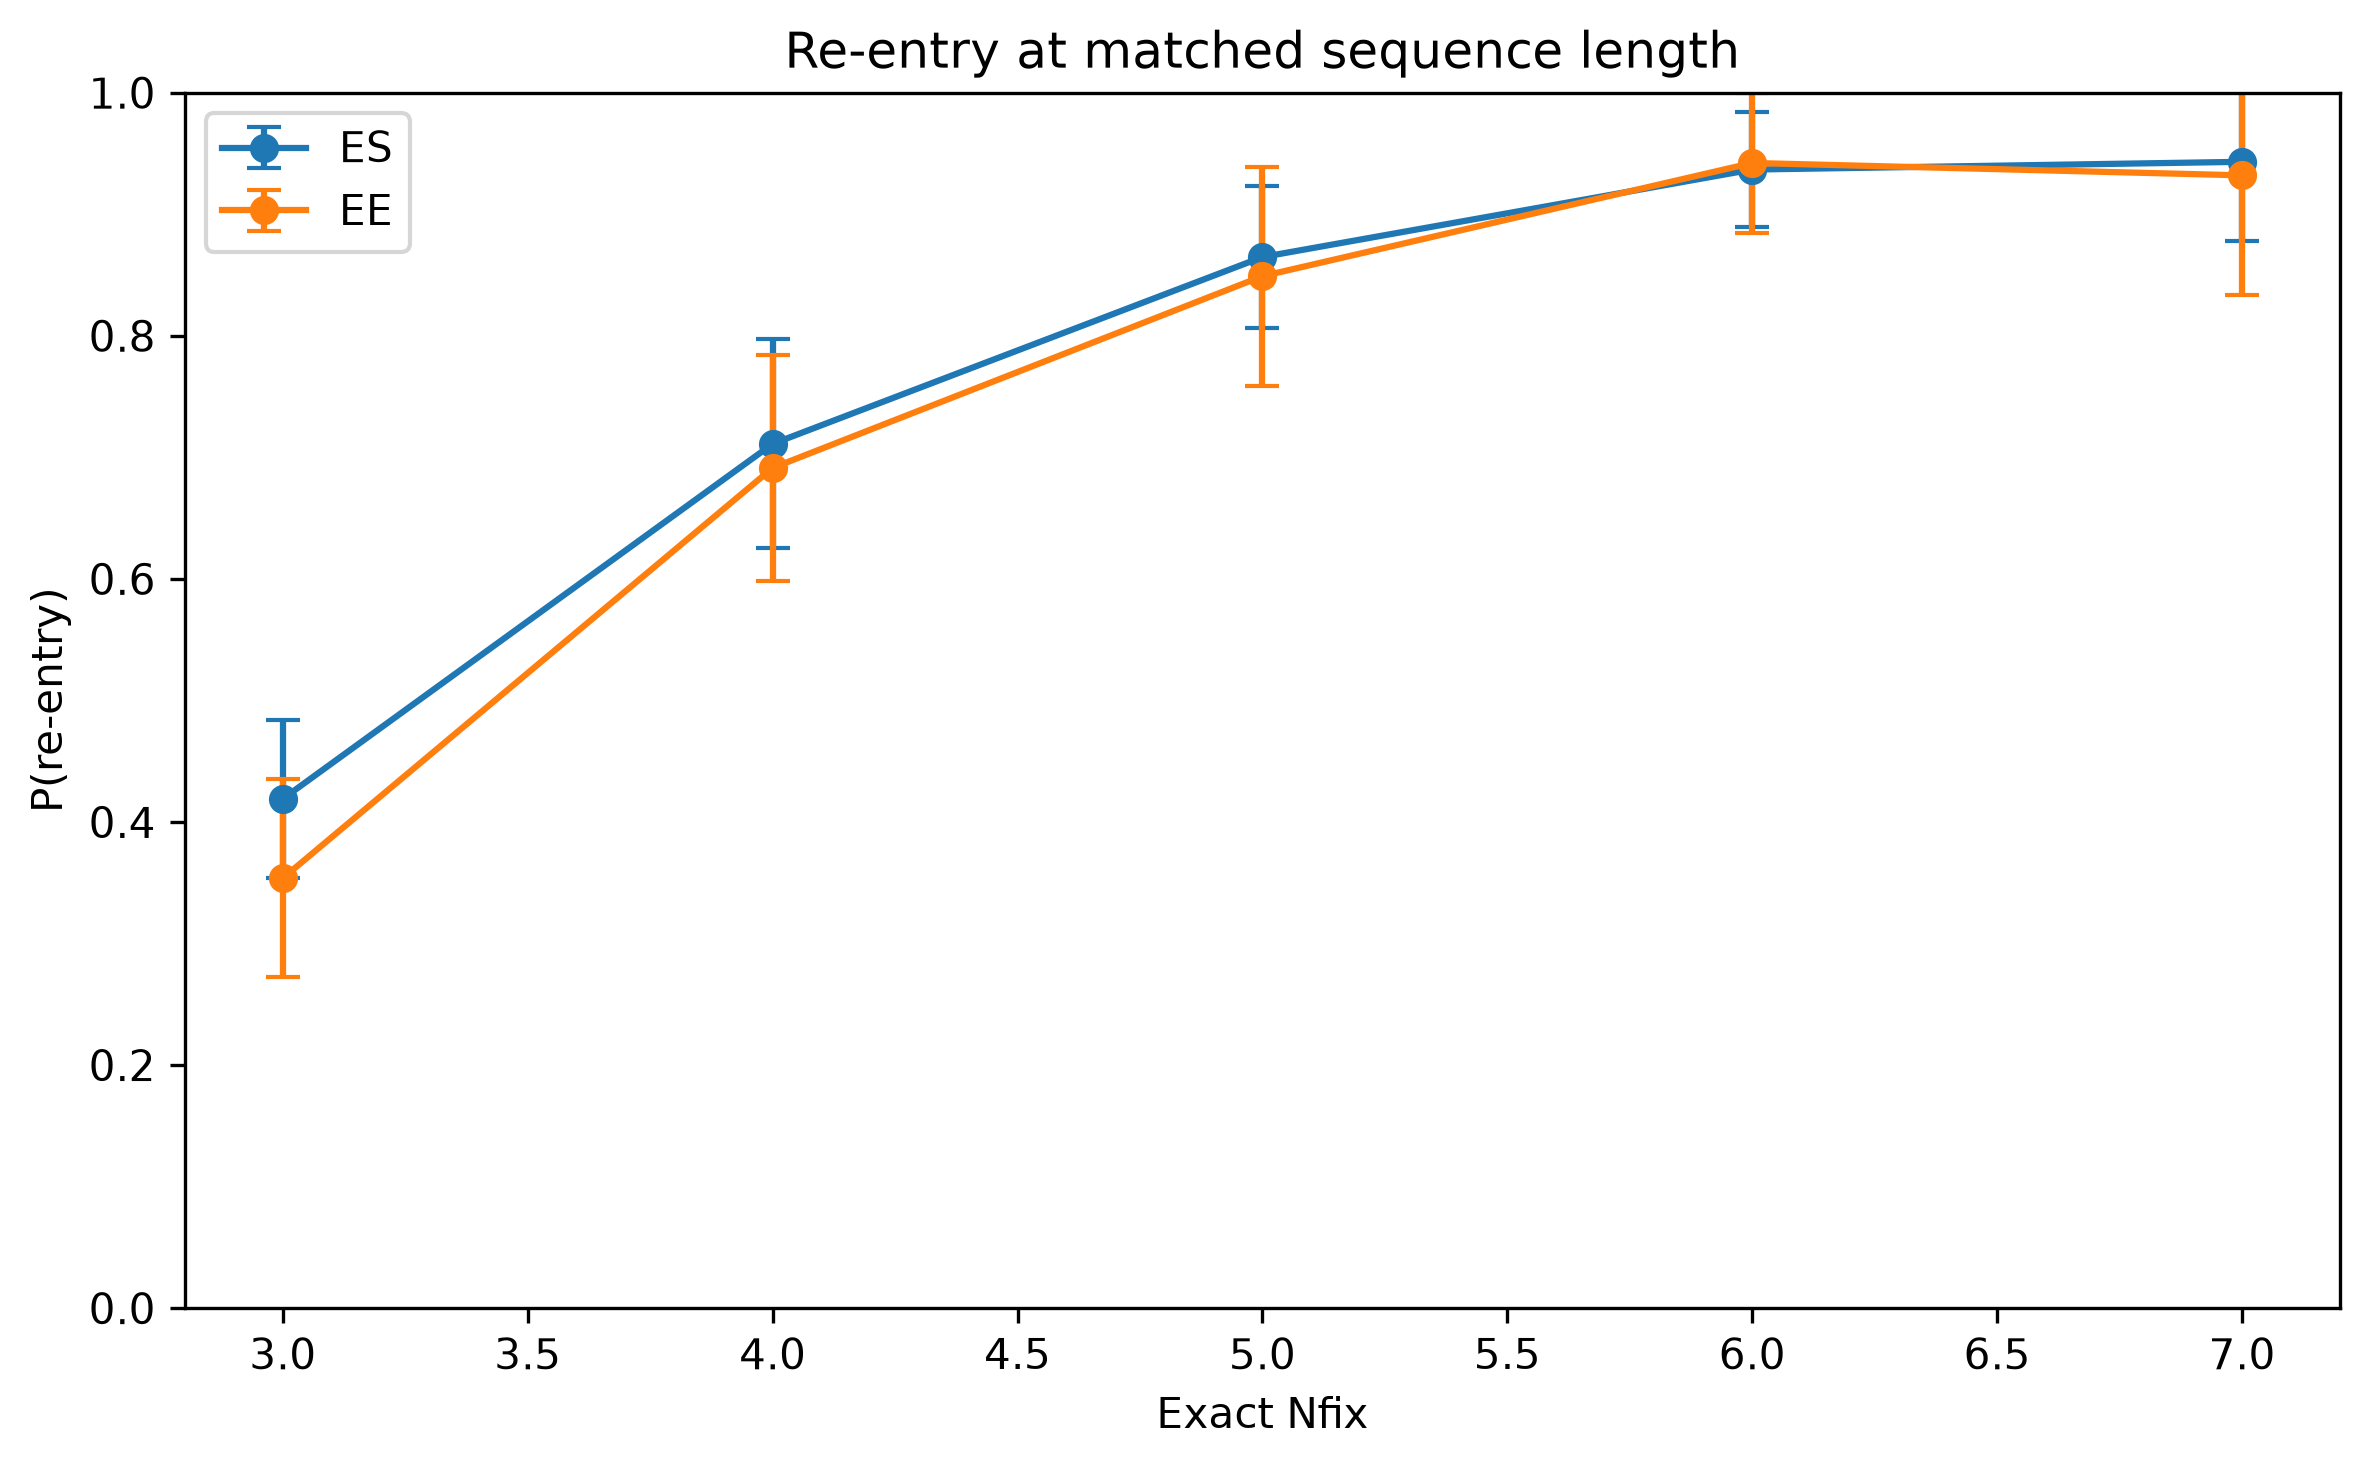 Re-entry at matched sequence length
ES
EE
P(re-entry)
1.0
0.8
0.6
0.4
0.2
0.0
3.0 3.5 4.0 4.5 5.0 5.5 6.0 6.5 7.0
Exact Nfix